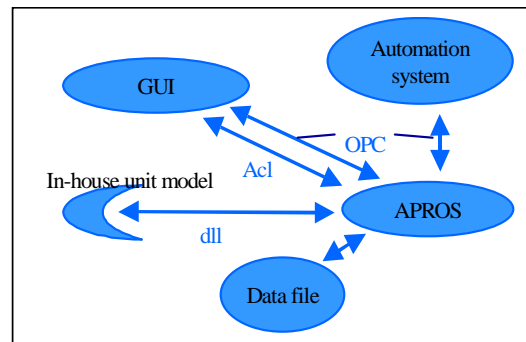 Automation
system
GUI
OPC
Acl
In-house unit model
APROS
dll
Data file